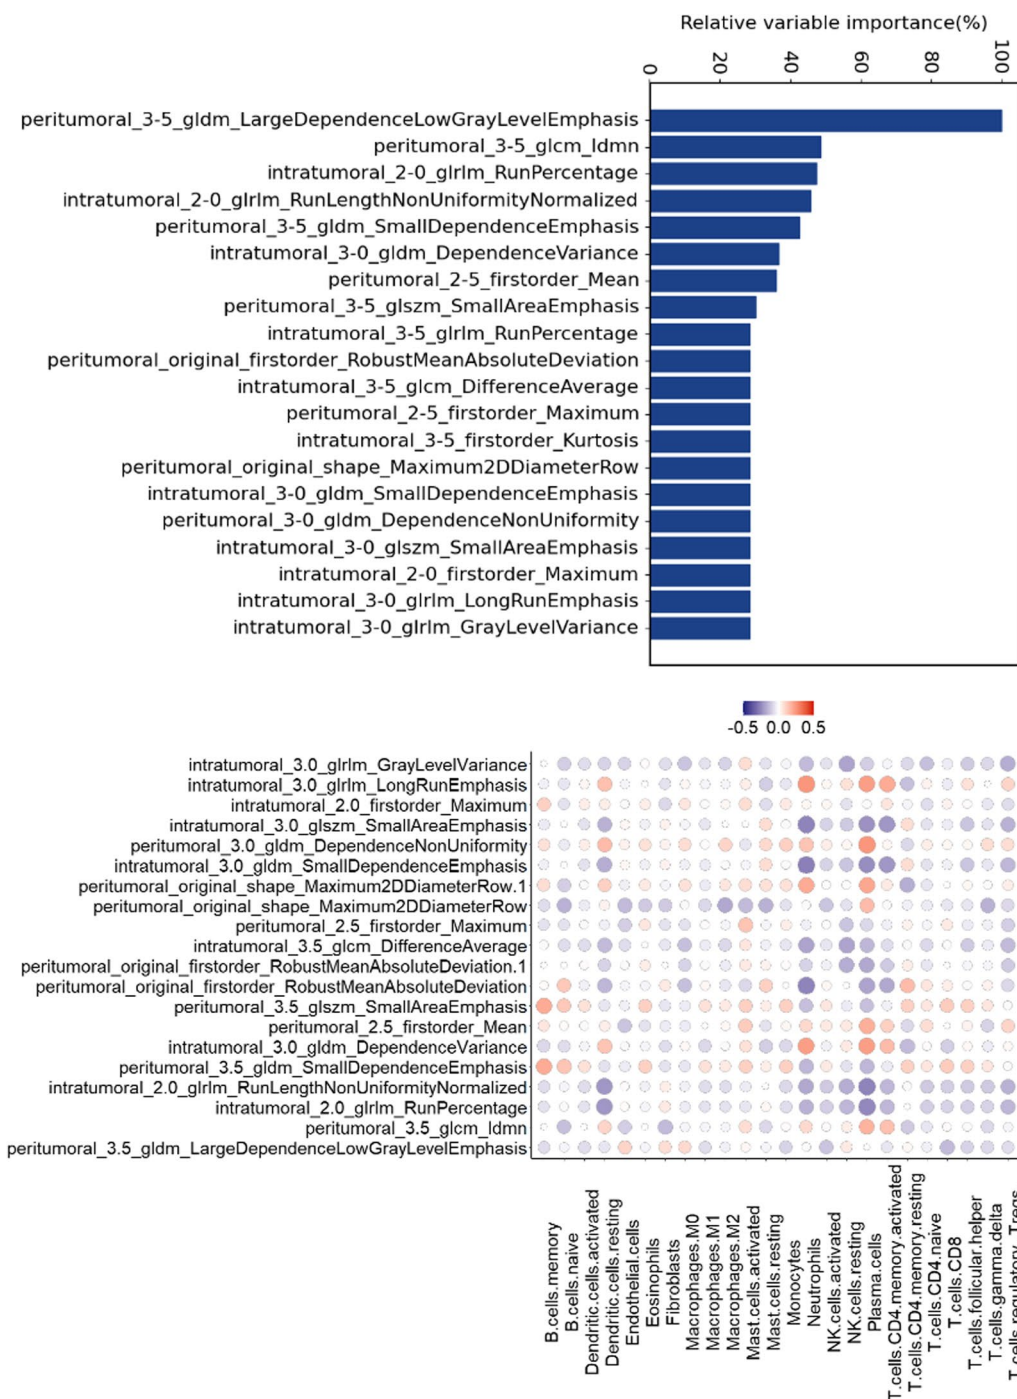 Relative variable importance(%)
0 20 40 60 80 100
peritumoral_3-5_gldm_LargeDependenceLowGrayLevelEmphasis
peritumoral_3-5_glcm_Idmn
intratumoral_2-0_glrlm_RunPercentage
intratumoral_2-0_glrlm_RunLengthNonUniformityNormalized
peritumoral_3-5_gldm_SmallDependenceEmphasis
intratumoral_3-0_gldm_DependenceVariance
peritumoral_2-5_firstorder_Mean
peritumoral_3-5_glszm_SmallAreaEmphasis
intratumoral_3-5_glrlm_RunPercentage
peritumoral_original_firstorder_RobustMeanAbsoluteDeviation
intratumoral_3-5_glcm_DifferenceAverage
peritumoral_2-5_firstorder_Maximum
intratumoral_3-5_firstorder_Kurtosis
peritumoral_original_shape_Maximum2DDiameterRow
intratumoral_3-0_gldm_SmallDependenceEmphasis
peritumoral_3-0_gldm_DependenceNonUniformity
intratumoral_3-0_glszm_SmallAreaEmphasis
intratumoral_2-0_firstorder_Maximum
intratumoral_3-0_glrlm_LongRunEmphasis
intratumoral_3-0_glrlm_GrayLevelVariance
-0.5 0.0 0.5
intratumoral_3.0_glrlm_GrayLevelVariance
intratumoral_3.0_glrlm_LongRunEmphasis
intratumoral_2.0_firstorder_Maximum
intratumoral_3.0_glszm_SmallAreaEmphasis
peritumoral_3.0_gldm_DependenceNonUniformity
intratumoral_3.0_gldm_SmallDependenceEmphasis
peritumoral_original_shape_Maximum2DDiameterRow.1
peritumoral_original_shape_Maximum2DDiameterRow
peritumoral_2.5_firstorder_Maximum
intratumoral_3.5_glcm_DifferenceAverage
peritumoral_original_firstorder_RobustMeanAbsoluteDeviation.1
peritumoral_original_firstorder_RobustMeanAbsoluteDeviation
peritumoral_3.5_glszm_SmallAreaEmphasis
peritumoral_2.5_firstorder_Mean
intratumoral_3.0_gldm_DependenceVariance
peritumoral_3.5_gldm_SmallDependenceEmphasis
intratumoral_2.0_glrlm_RunLengthNonUniformityNormalized
intratumoral_2.0_glrlm_RunPercentage
peritumoral_3.5_glcm_Idmn
peritumoral_3.5_gldm_LargeDependenceLowGrayLevelEmphasis
B.cells.memory
B.cells.naive
Dendritic.cells.activated
Dendritic.cells.resting
Endothelial.cells
Eosinophils
Fibroblasts
Macrophages.M0
Macrophages.M1
Macrophages.M2
Mast.cells.activated
Mast.cells.resting
Monocytes
Neutrophils
NK.cells.activated
NK.cells.resting
Plasma.cells
T.cells.CD4.memory.activated
T.cells.CD4.memory.resting
T.cells.CD4.naive
T.cells.CD8
T.cells.follicular.helper
T.cells.gamma.delta
T.cells.regulatory..Tregs